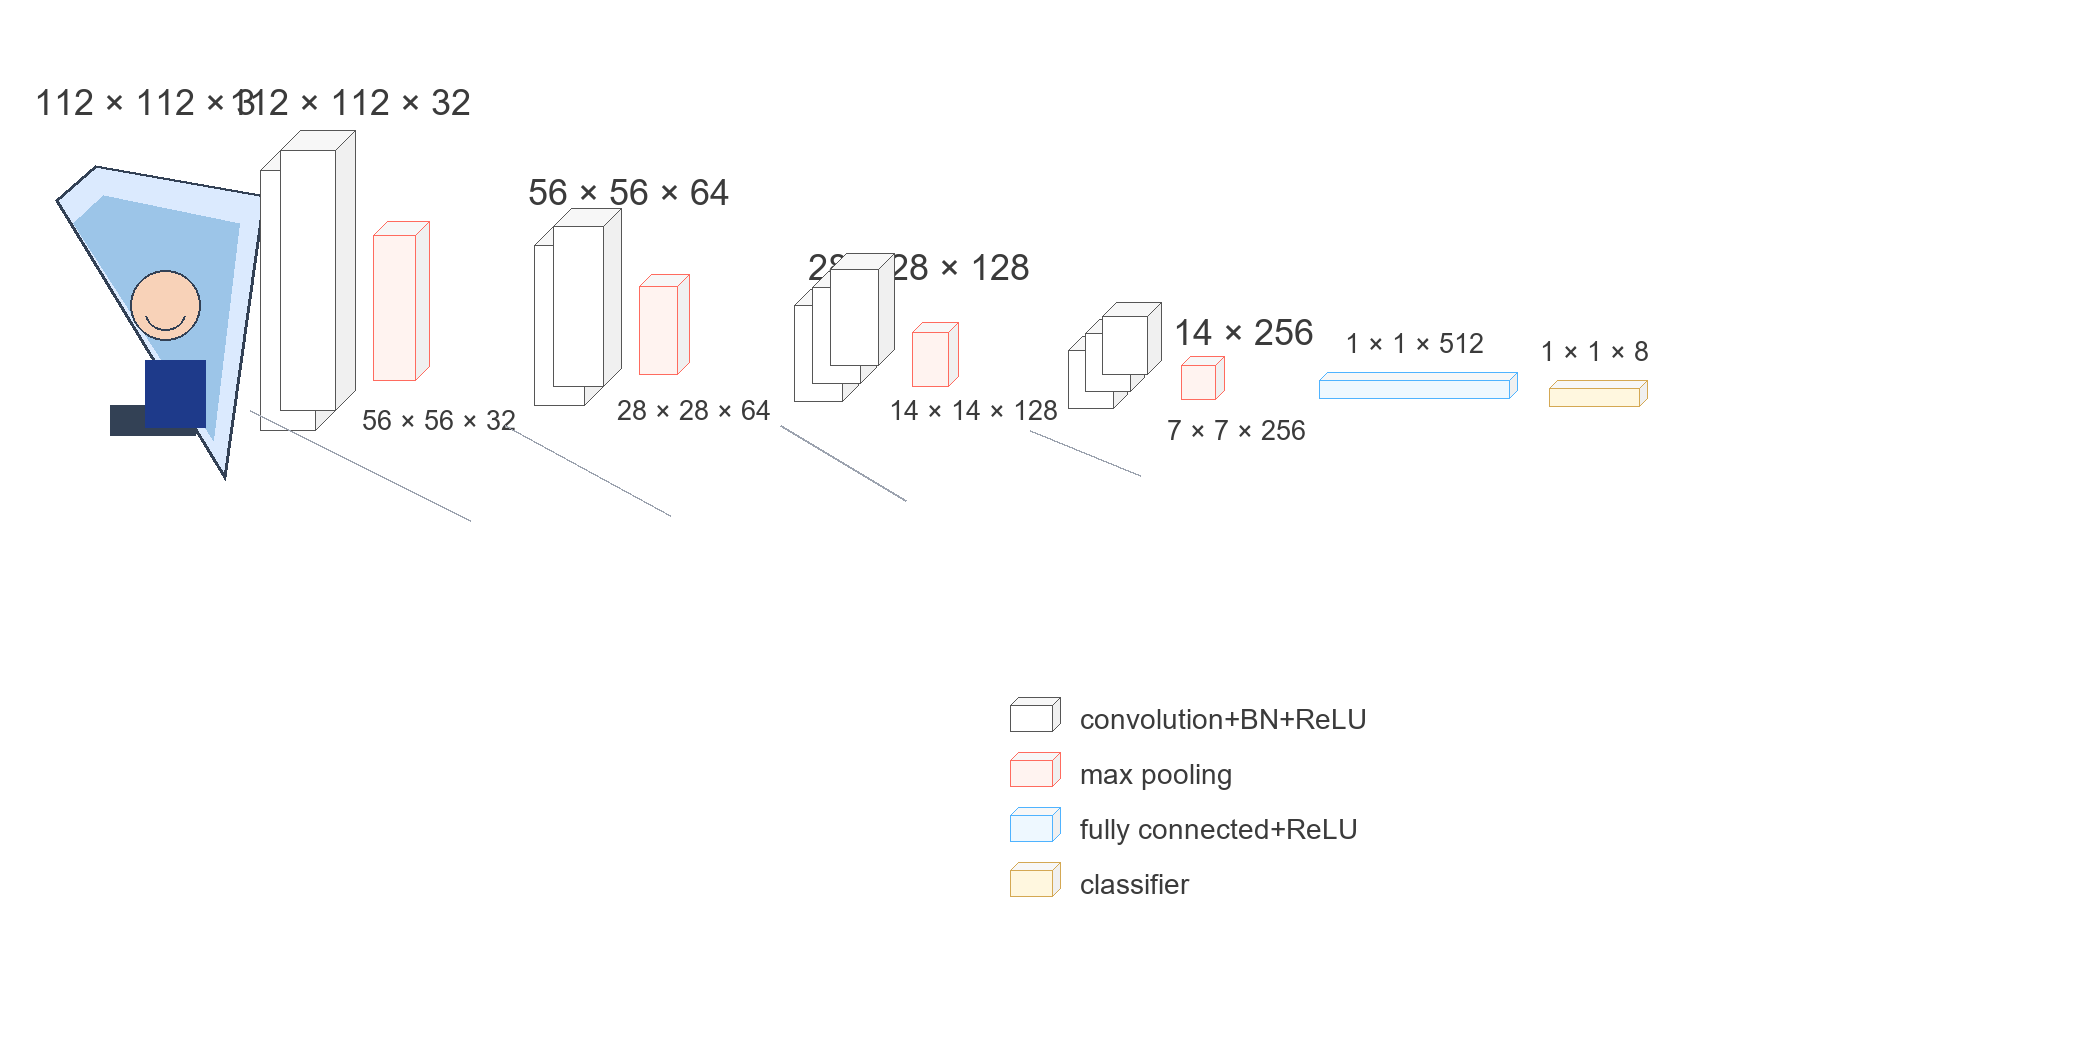 112 × 112 × 3
112 × 112 × 32
56 × 56 × 64
28 × 128
14 × 256
1 × 1 × 512
1 × 1 × 8
56 × 56 × 32
28 × 28 × 64
14 × 14 × 128
7 × 7 × 256
convolution+BN+ReLU
max pooling
fully connected+ReLU
classifier